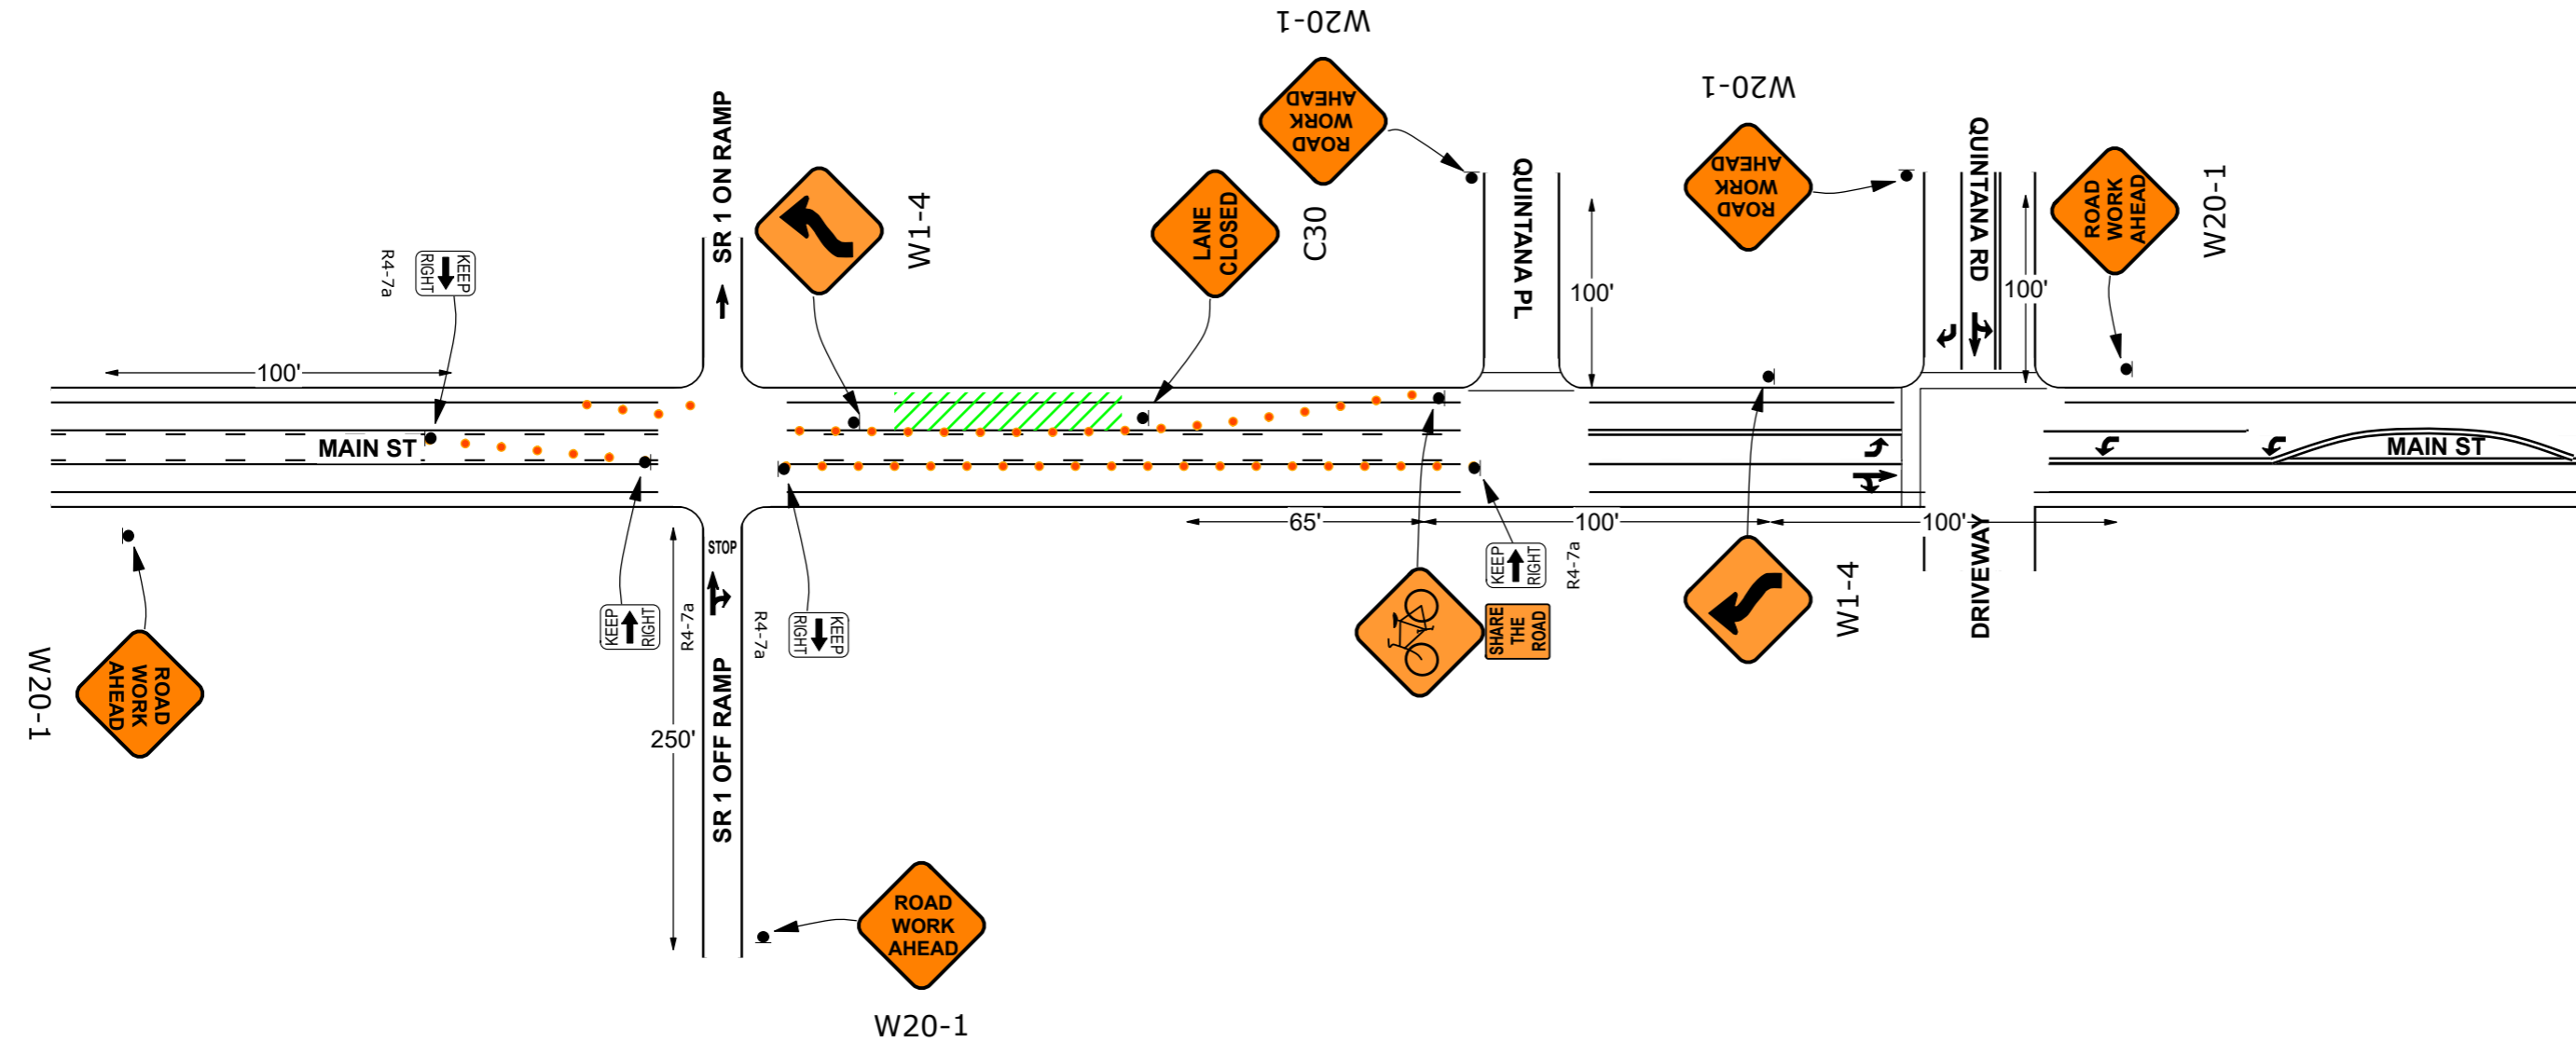 W20-1
ROAD
WORK
AHEAD
W20-1
ROAD
WORK
AHEAD
SR 1 ON RAMP
W1-4
LANE
CLOSED
C30
QUINTANA PL
100'
QUINTANA RD
100'
ROAD
WORK
AHEAD
W20-1
R4-7a
KEEP
RIGHT
100'
MAIN ST
MAIN ST
65'
100'
100'
STOP
DRIVEWAY
KEEP
RIGHT
R4-7a
KEEP
RIGHT
R4-7a
R4-7a
KEEP
RIGHT
SHARE
THE
ROAD
W1-4
W20-1
ROAD
WORK
AHEAD
250'
SR 1 OFF RAMP
ROAD
WORK
AHEAD
W20-1